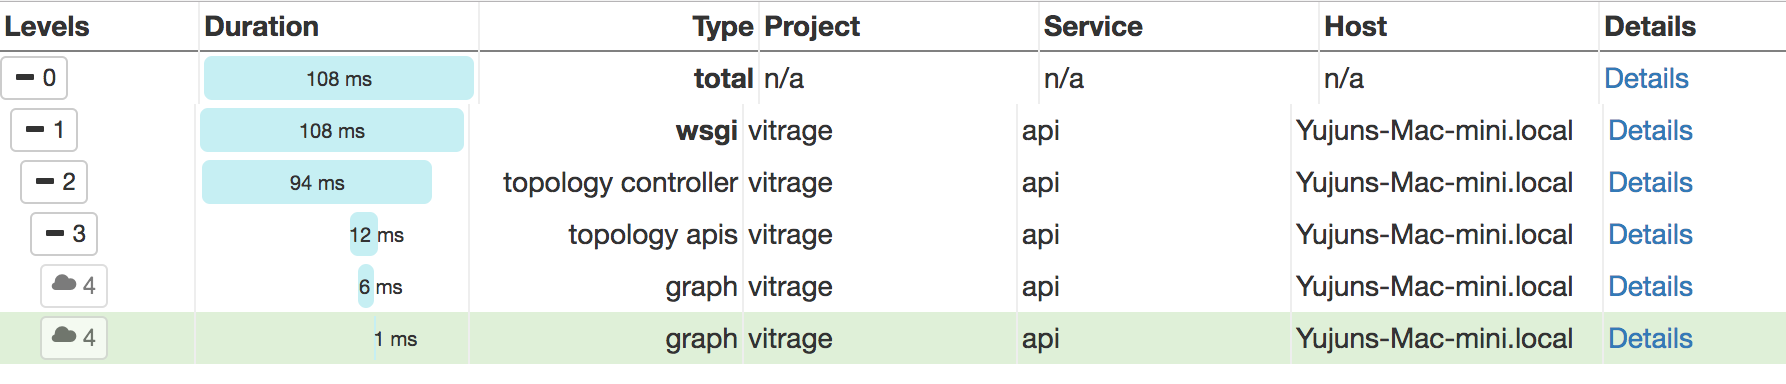 Levels Duration Type Project Service Host Details
0 108 ms total n/a n/a n/a Details
1 108 ms wsgi vitrage api Yujuns-Mac-mini.local Details
2 94 ms topology controller vitrage api Yujuns-Mac-mini.local Details
3 12 ms topology apis vitrage api Yujuns-Mac-mini.local Details
4 6 ms graph vitrage api Yujuns-Mac-mini.local Details
4 1 ms graph vitrage api Yujuns-Mac-mini.local Details